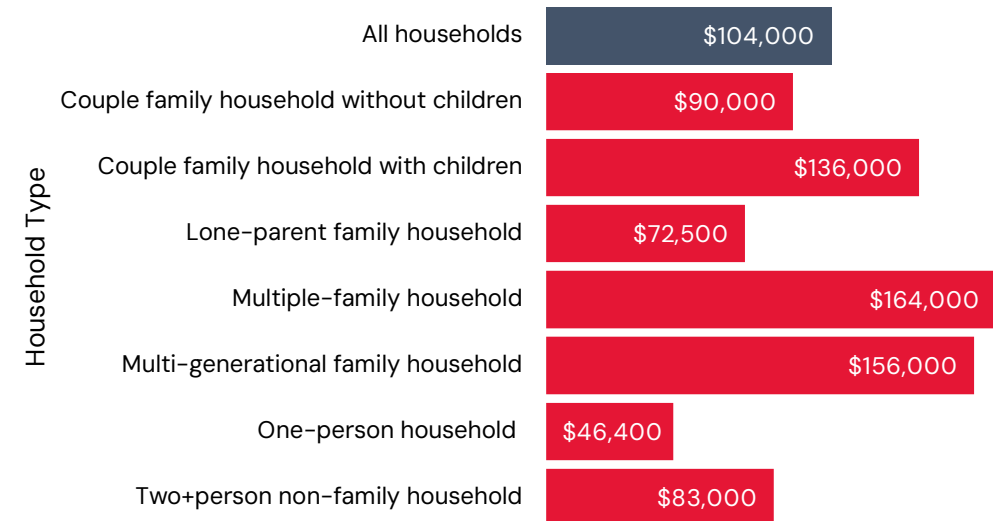 Household Type
All households $104,000
Couple family household without children $90,000
Couple family household with children $136,000
Lone-parent family household $72,500
Multiple-family household $164,000
Multi-generational family household $156,000
One-person household $46,400
Two+person non-family household $83,000